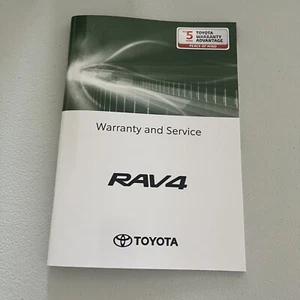 5
TOYOTA
WARRANTY
ADVANTAGE
PEACE OF MIND
Warranty and Service
RAV4
TOYOTA